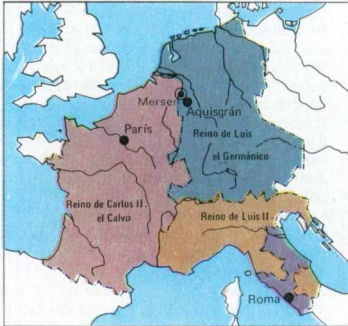 Mersen
Aquisgrán
París
Reino de Luis
el Germánico
Reino de Carlos II
el Calvo
Reino de Luis II
Roma